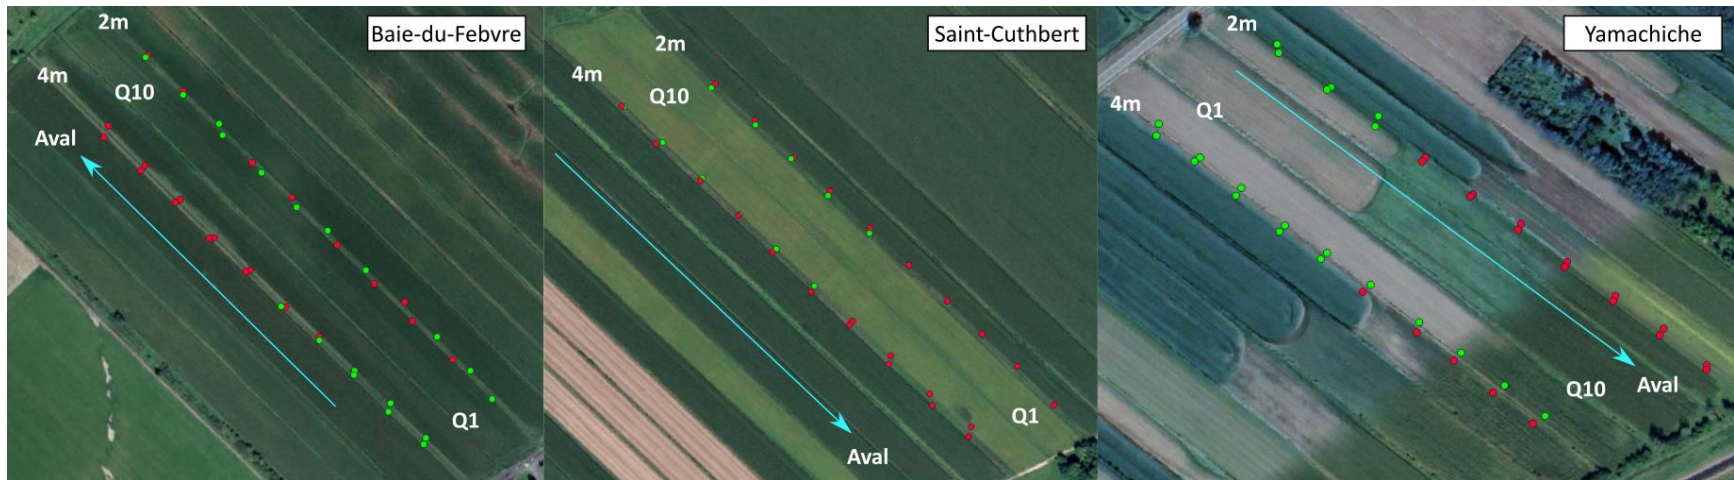 Baie-du-Febvre
2m
4m
Q10
Aval
Q1
Saint-Cuthbert
2m
4m
Q10
Q1
Aval
Yamachiche
2m
4m
Q1
Q10
Aval